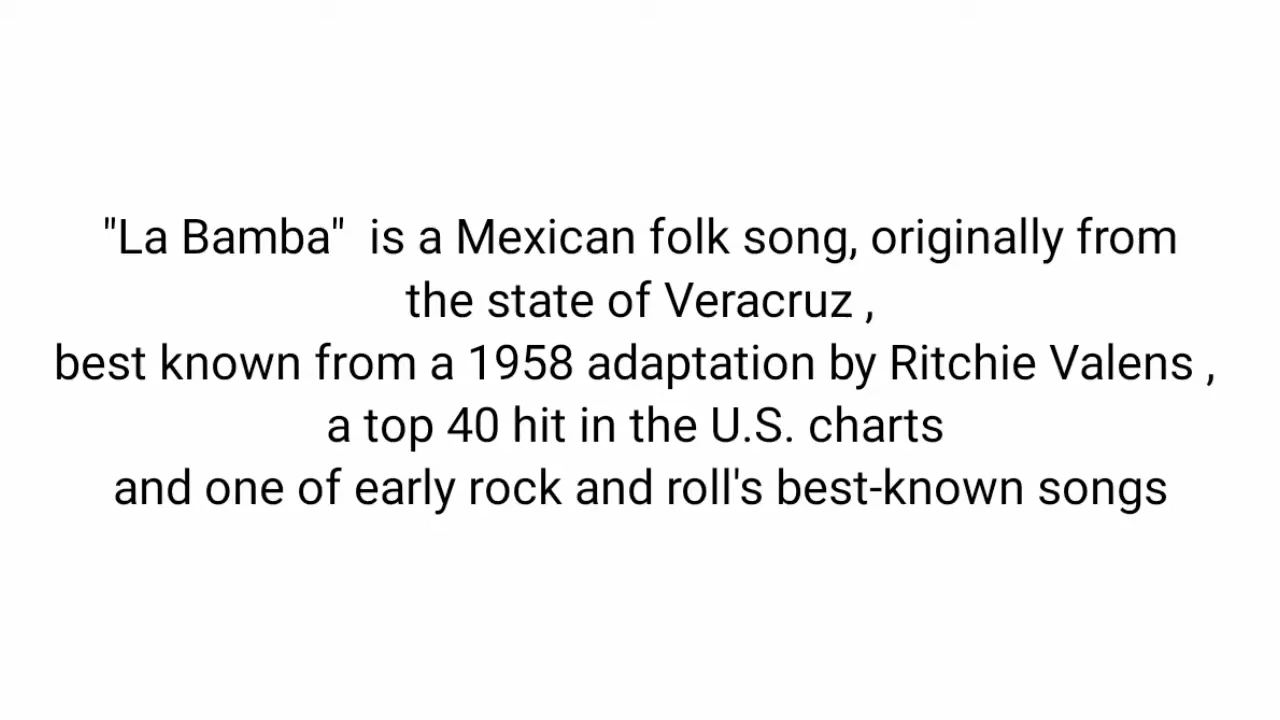 "La Bamba"  is a Mexican folk song, originally from
the state of Veracruz ,
best known from a 1958 adaptation by Ritchie Valens ,
a top 40 hit in the U.S. charts
and one of early rock and roll's best-known songs